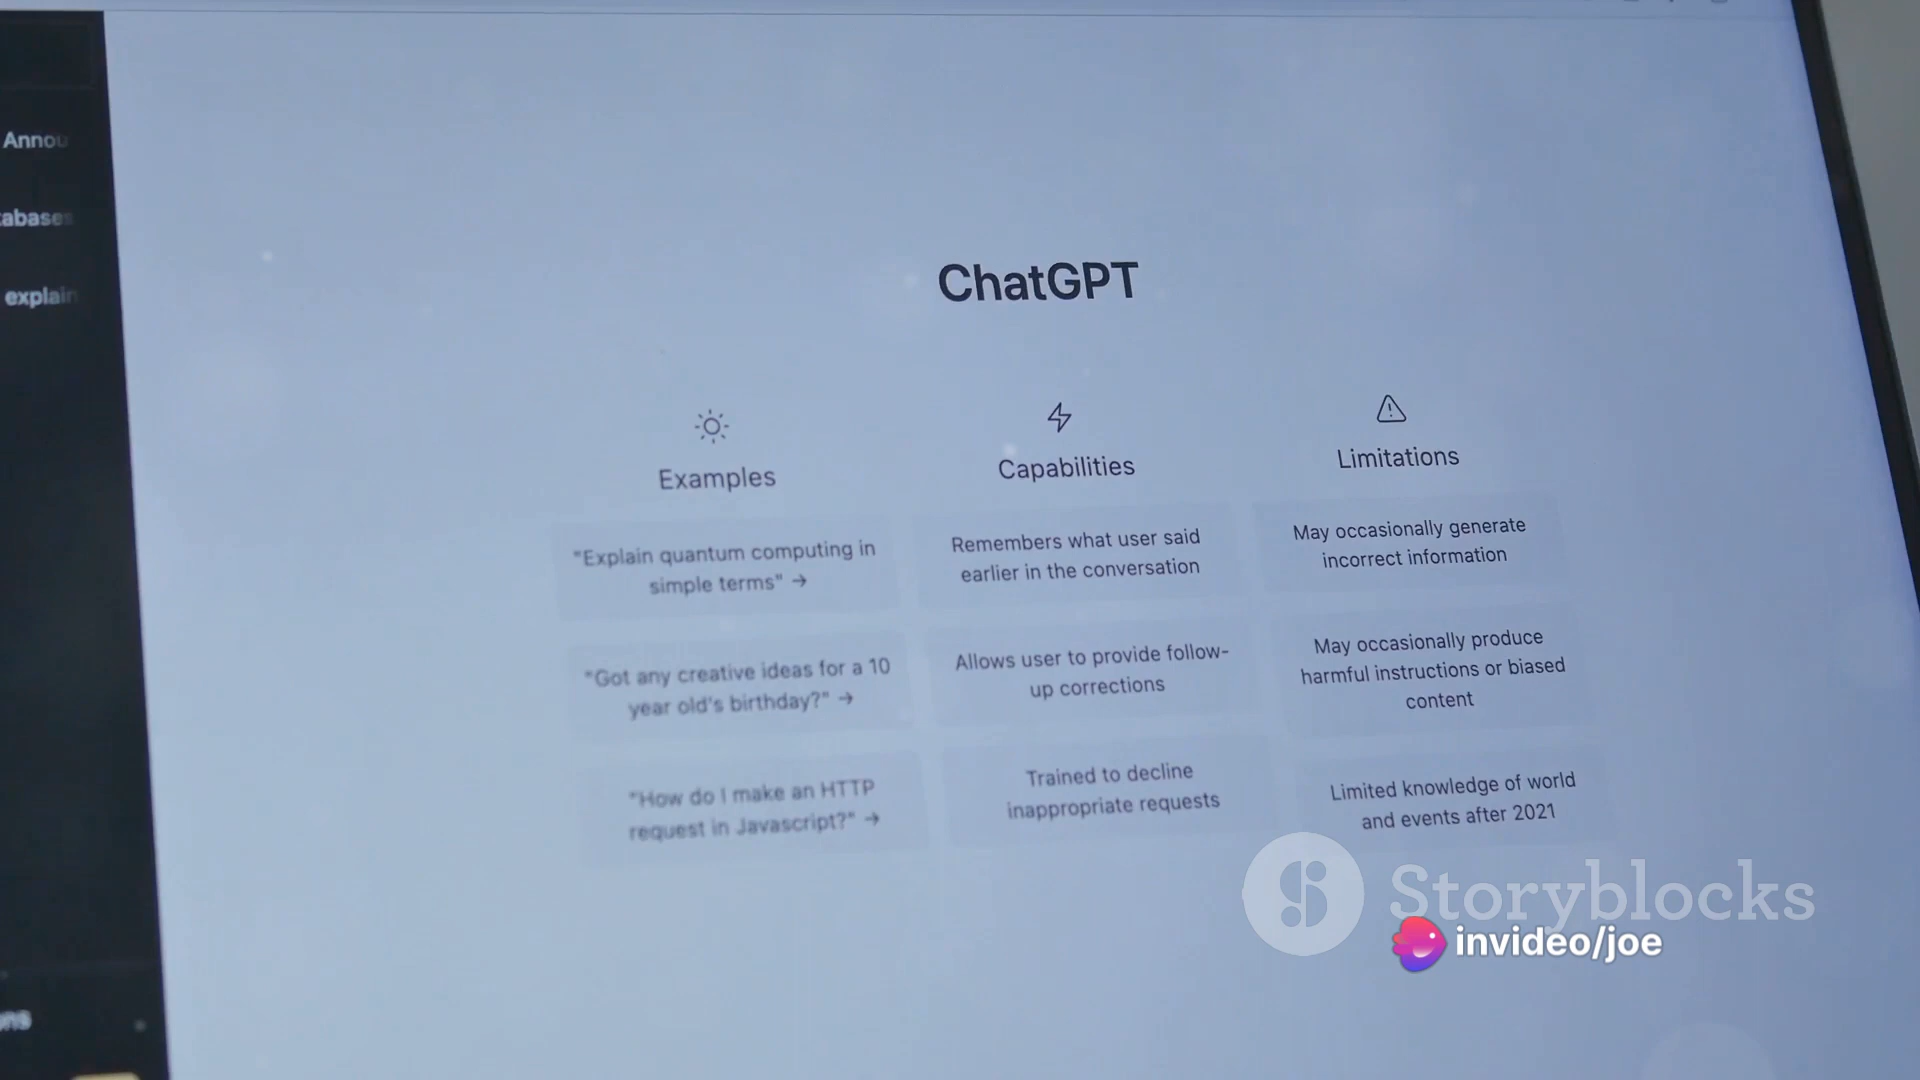 Annou
tabases
explain
ChatGPT
Examples
"Explain quantum computing in
simple terms" →
"Got any creative ideas for a 10
year old's birthday?" →
"How do I make an HTTP
request in Javascript?" →
Capabilities
Remembers what user said
earlier in the conversation
Allows user to provide follow-
up corrections
Trained to decline
inappropriate requests
Limitations
May occasionally generate
incorrect information
May occasionally produce
harmful instructions or biased
content
Limited knowledge of world
and events after 2021
Storyblocks
invideo/joe